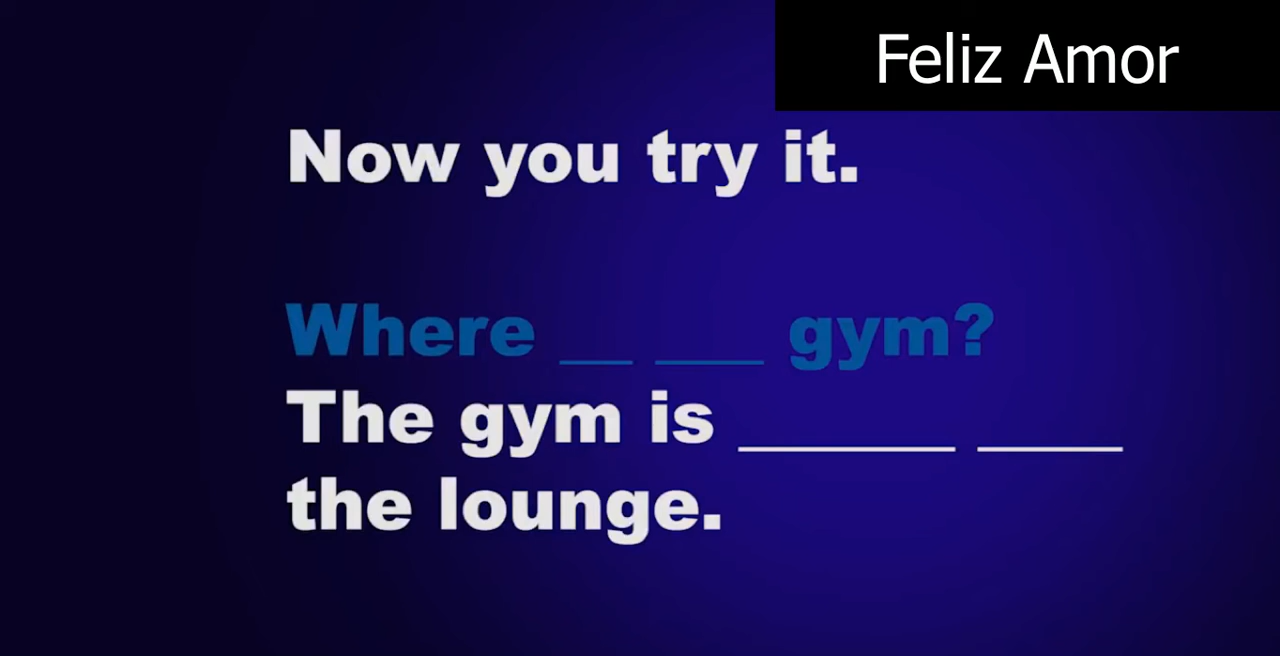 Feliz Amor
Now you try it.
Where __ ___ gym?
The gym is ______ ____
the lounge.